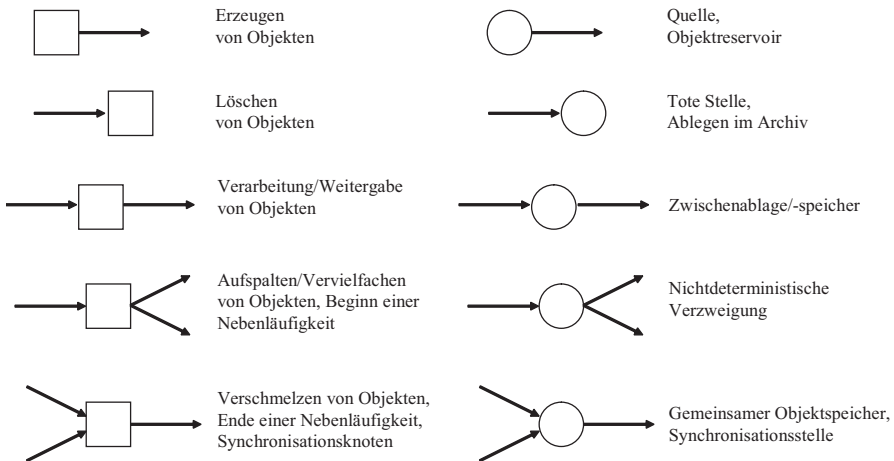 Erzeugen
von Objekten
Quelle,
Objektreservoir
Löschen
von Objekten
Tote Stelle,
Ablegen im Archiv
Verarbeitung/Weitergabe
von Objekten
Zwischenablage/-speicher
Aufspalten/Vervielfachen
von Objekten, Beginn einer
Nebenläufigkeit
Nichtdeterministische
Verzweigung
Verschmelzen von Objekten,
Ende einer Nebenläufigkeit,
Synchronisationsknoten
Gemeinsamer Objektspeicher,
Synchronisationsstelle